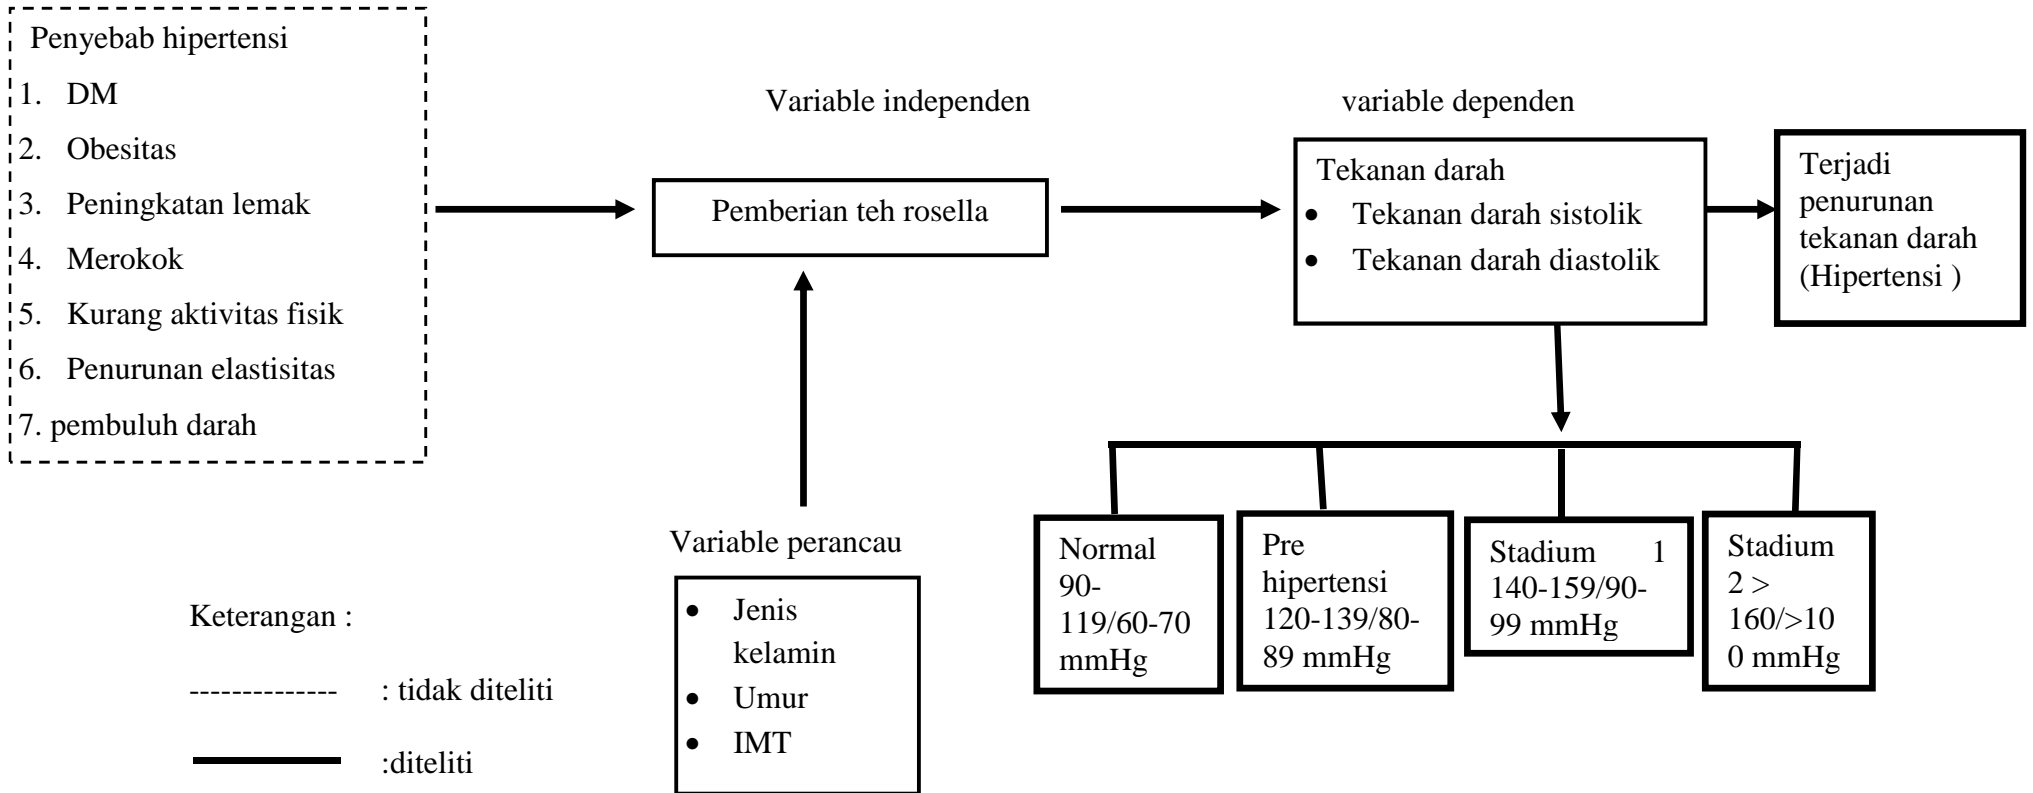 Penyebab hipertensi
1. DM
2. Obesitas
3. Peningkatan lemak
4. Merokok
5. Kurang aktivitas fisik
6. Penurunan elastisitas
7. pembuluh darah
Variable independen
Pemberian teh rosella
variable dependen
Tekanan darah
• Tekanan darah sistolik
• Tekanan darah diastolik
Terjadi
penurunan
tekanan darah
(Hipertensi )
Variable perancau
• Jenis
kelamin
• Umur
• IMT
Normal
90-
119/60-70
mmHg
Pre
hipertensi
120-139/80-
89 mmHg
Stadium 1
140-159/90-
99 mmHg
Stadium
2 >
160/>10
0 mmHg
Keterangan :
-------------- : tidak diteliti
:diteliti